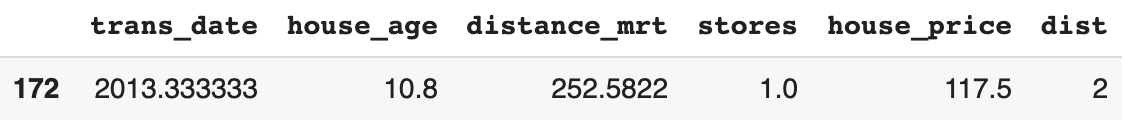 trans_date house_age distance_mrt stores house_price dist
172 2013.333333 10.8 252.5822 1.0 117.5 2